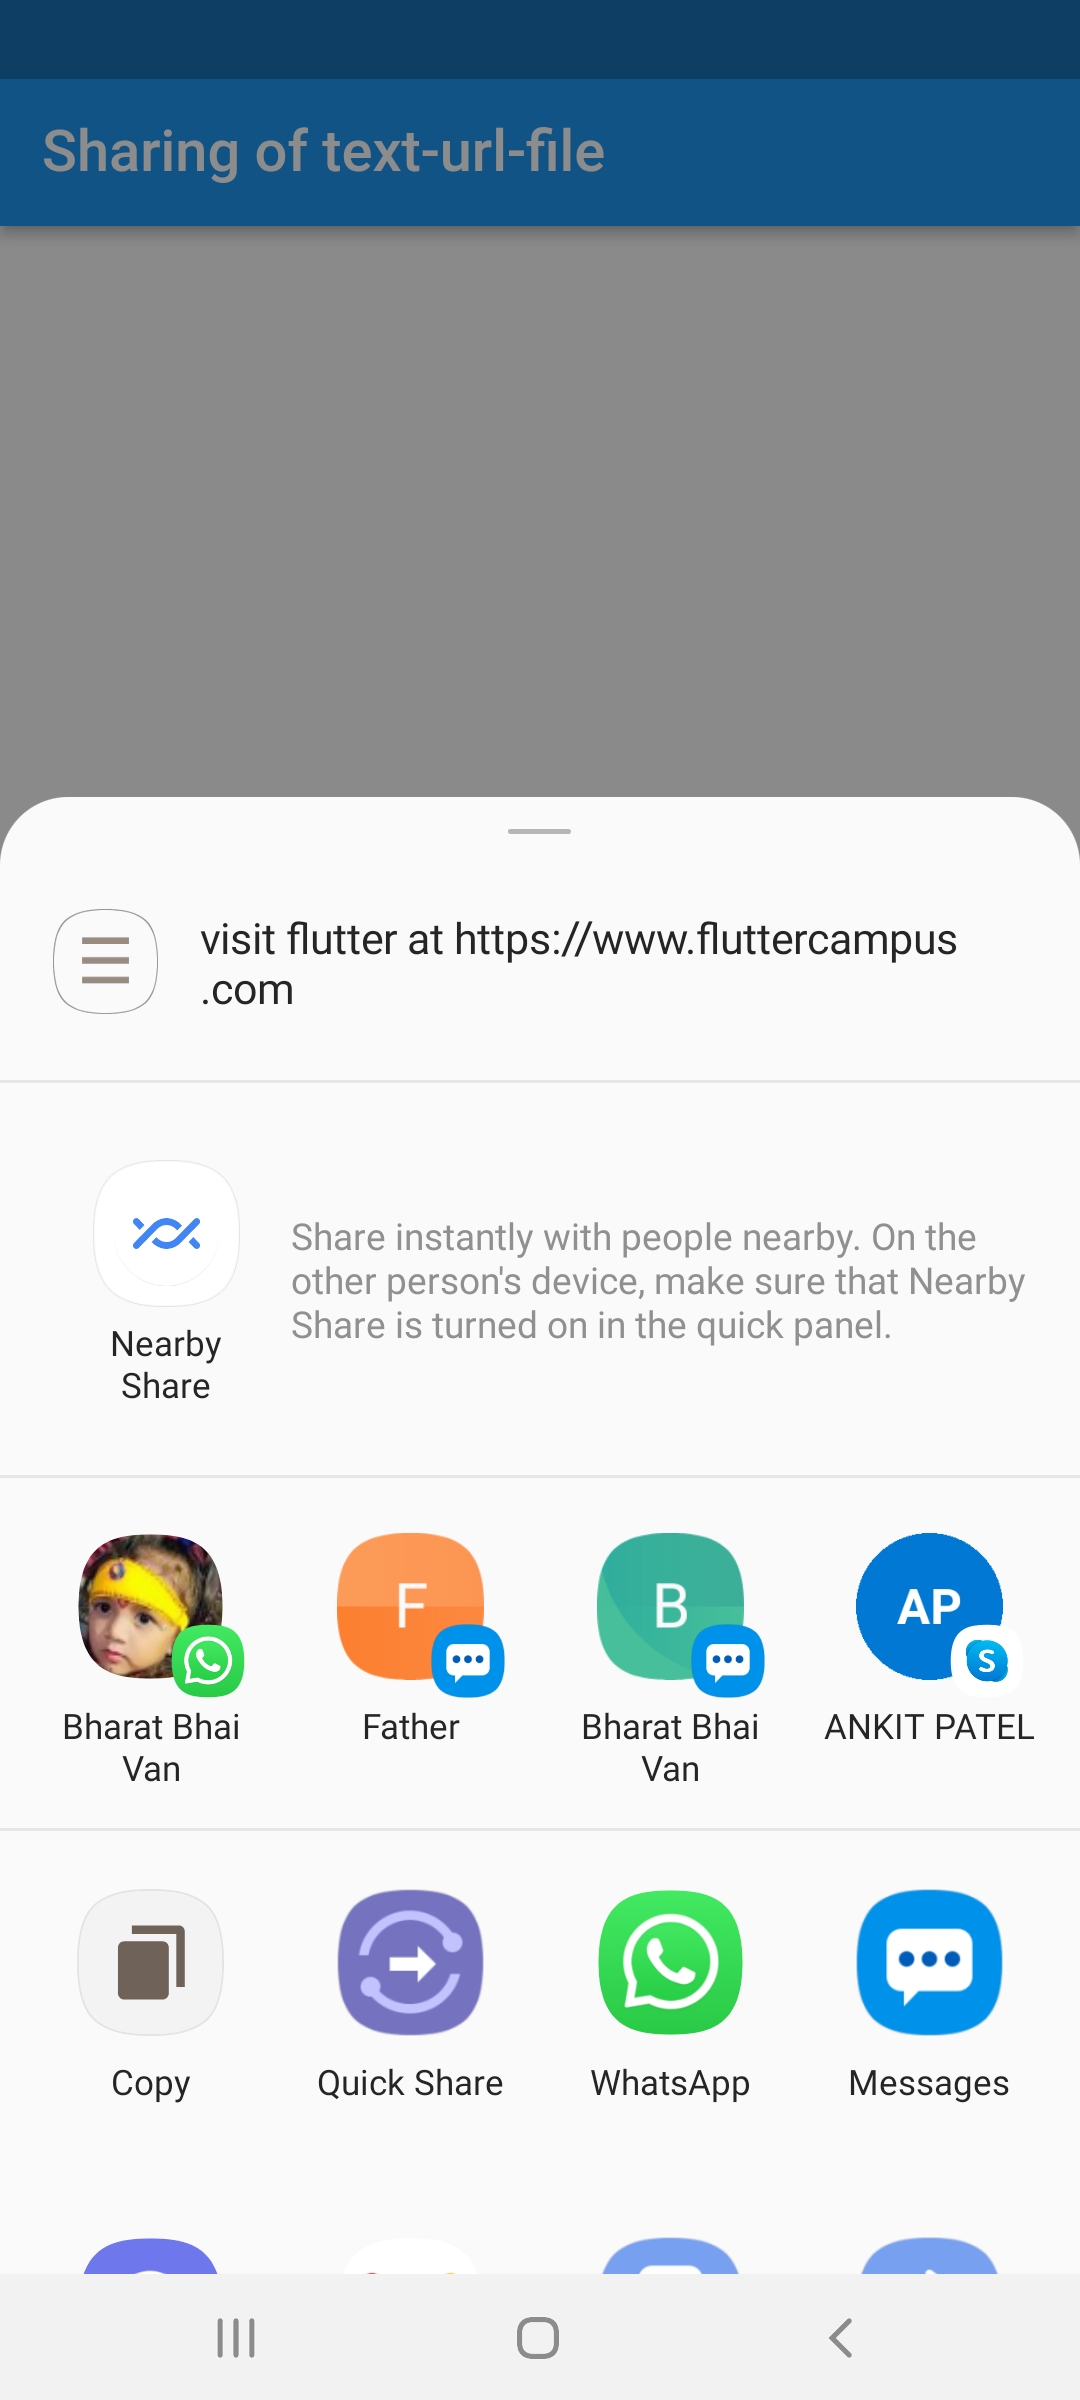 Sharing of text-url-file
visit flutter at https://www.fluttercampus
.com
Nearby
Share
Share instantly with people nearby. On the
other person's device, make sure that Nearby
Share is turned on in the quick panel.
F
B
AP
S
Bharat Bhai
Van
Father
Bharat Bhai
Van
ANKIT PATEL
Copy
Quick Share
WhatsApp
Messages